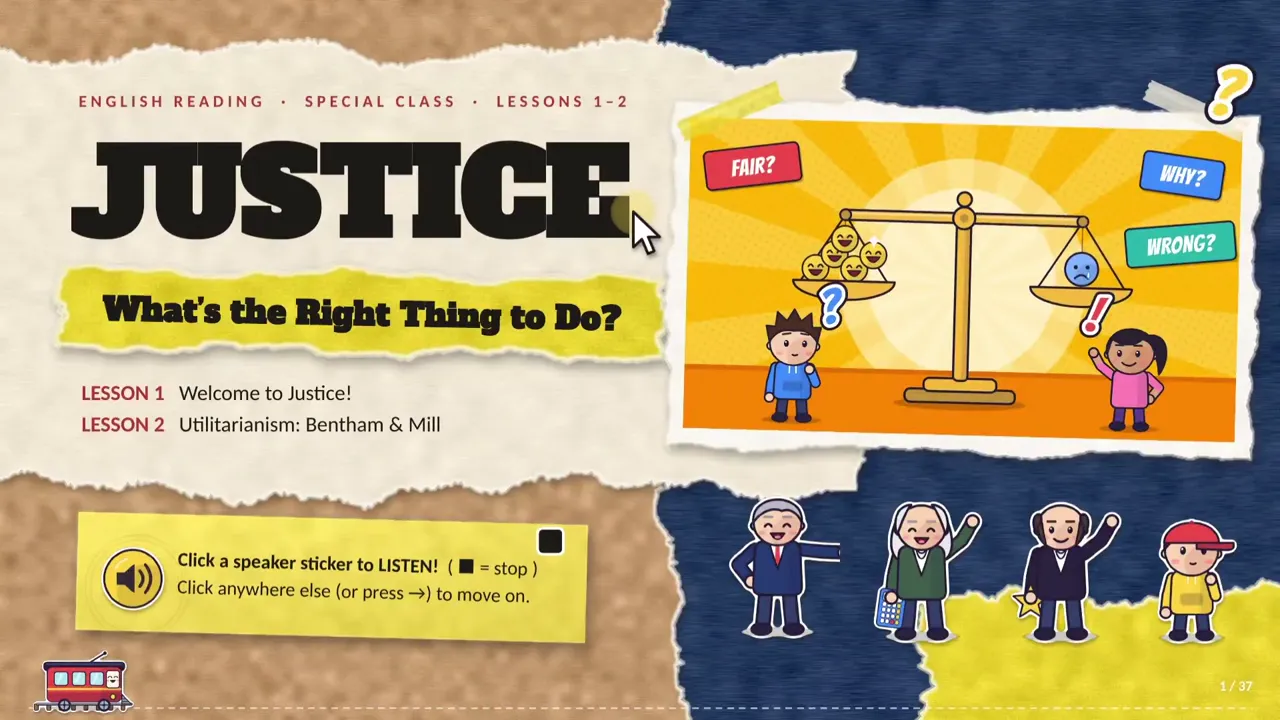 ENGLISH READING · SPECIAL CLASS · LESSONS 1–2
JUSTICE
What's the Right Thing to Do?
LESSON 1 Welcome to Justice!
LESSON 2 Utilitarianism: Bentham & Mill
FAIR?
WHY?
WRONG?
?
?
!
Click a speaker sticker to LISTEN! ( ■ = stop )
Click anywhere else (or press →) to move on.
1 / 37